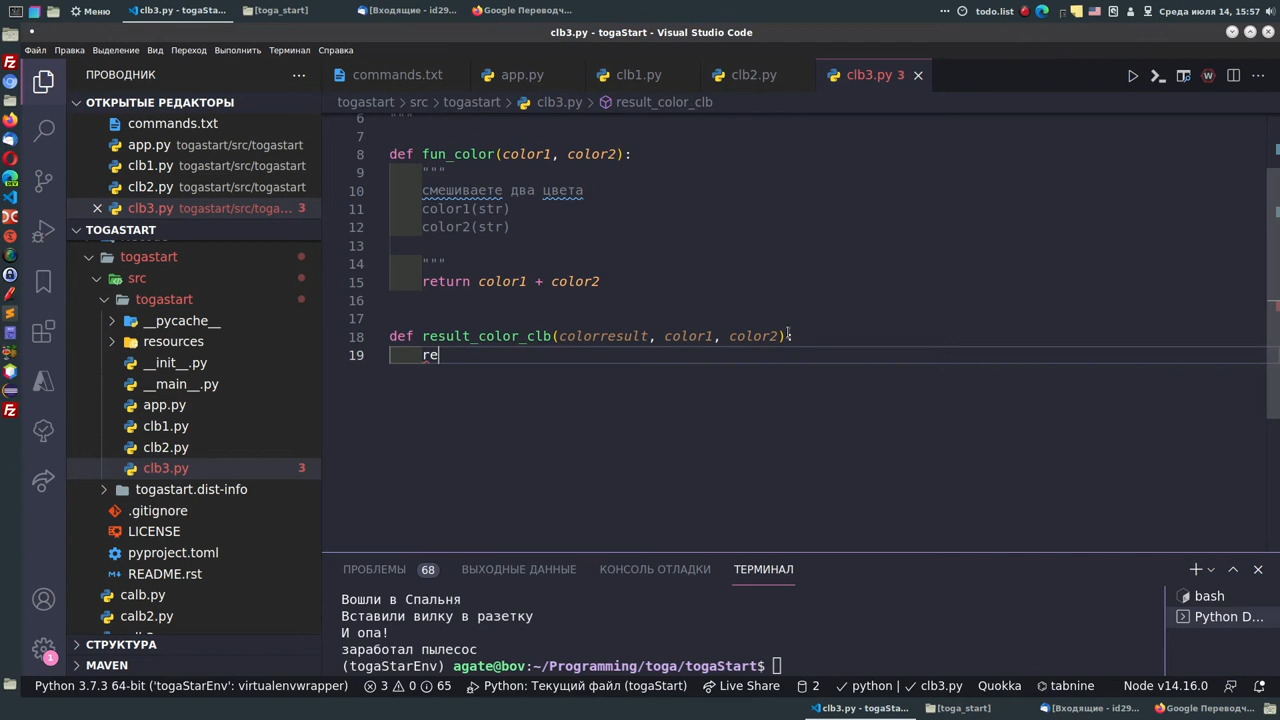 Меню
clb3.py - togaSta...
[toga_start]
[Входящие - id29...
Google Переводч...
todo.list
Среда июля 14, 15:57
clb3.py - togaStart - Visual Studio Code
Файл Правка Выделение Вид Переход Выполнить Терминал Справка
ПРОВОДНИК
commands.txt app.py clb1.py clb2.py clb3.py 3
ОТКРЫТЫЕ РЕДАКТОРЫ
commands.txt
app.py togastart/src/togastart
clb1.py togastart/src/togastart
clb2.py togastart/src/togastart
clb3.py togastart/src/toga... 3
TOGASTART
togastart
src
togastart
__pycache__
resources
__init__.py
__main__.py
app.py
clb1.py
clb2.py
clb3.py 3
togastart.dist-info
.gitignore
LICENSE
pyproject.toml
README.rst
calb.py
calb2.py
СТРУКТУРА
MAVEN
togastart > src > togastart > clb3.py > result_color_clb
6 """
7
8 def fun_color(color1, color2):
9 """
10 смешиваете два цвета
11 color1(str)
12 color2(str)
13
14 """
15 return color1 + color2
16
17
18 def result_color_clb(colorresult, color1, color2):
19 re
ПРОБЛЕМЫ 68 ВЫХОДНЫЕ ДАННЫЕ КОНСОЛЬ ОТЛАДКИ ТЕРМИНАЛ
Вошли в Спальня
Вставили вилку в разетку
И опа!
заработал пылесос
(togaStarEnv) agate@bov:~/Programming/toga/togaStart$
bash
Python D...
1
Python 3.7.3 64-bit ('togaStarEnv': virtualenvwrapper) 3 0 65 Python: Текущий файл (togaStart) Live Share 2 python | clb3.py Quokka tabnine Node v14.16.0
clb3.py - togaSta...
[toga_start]
[Входящие - id29...
Google Переводч...